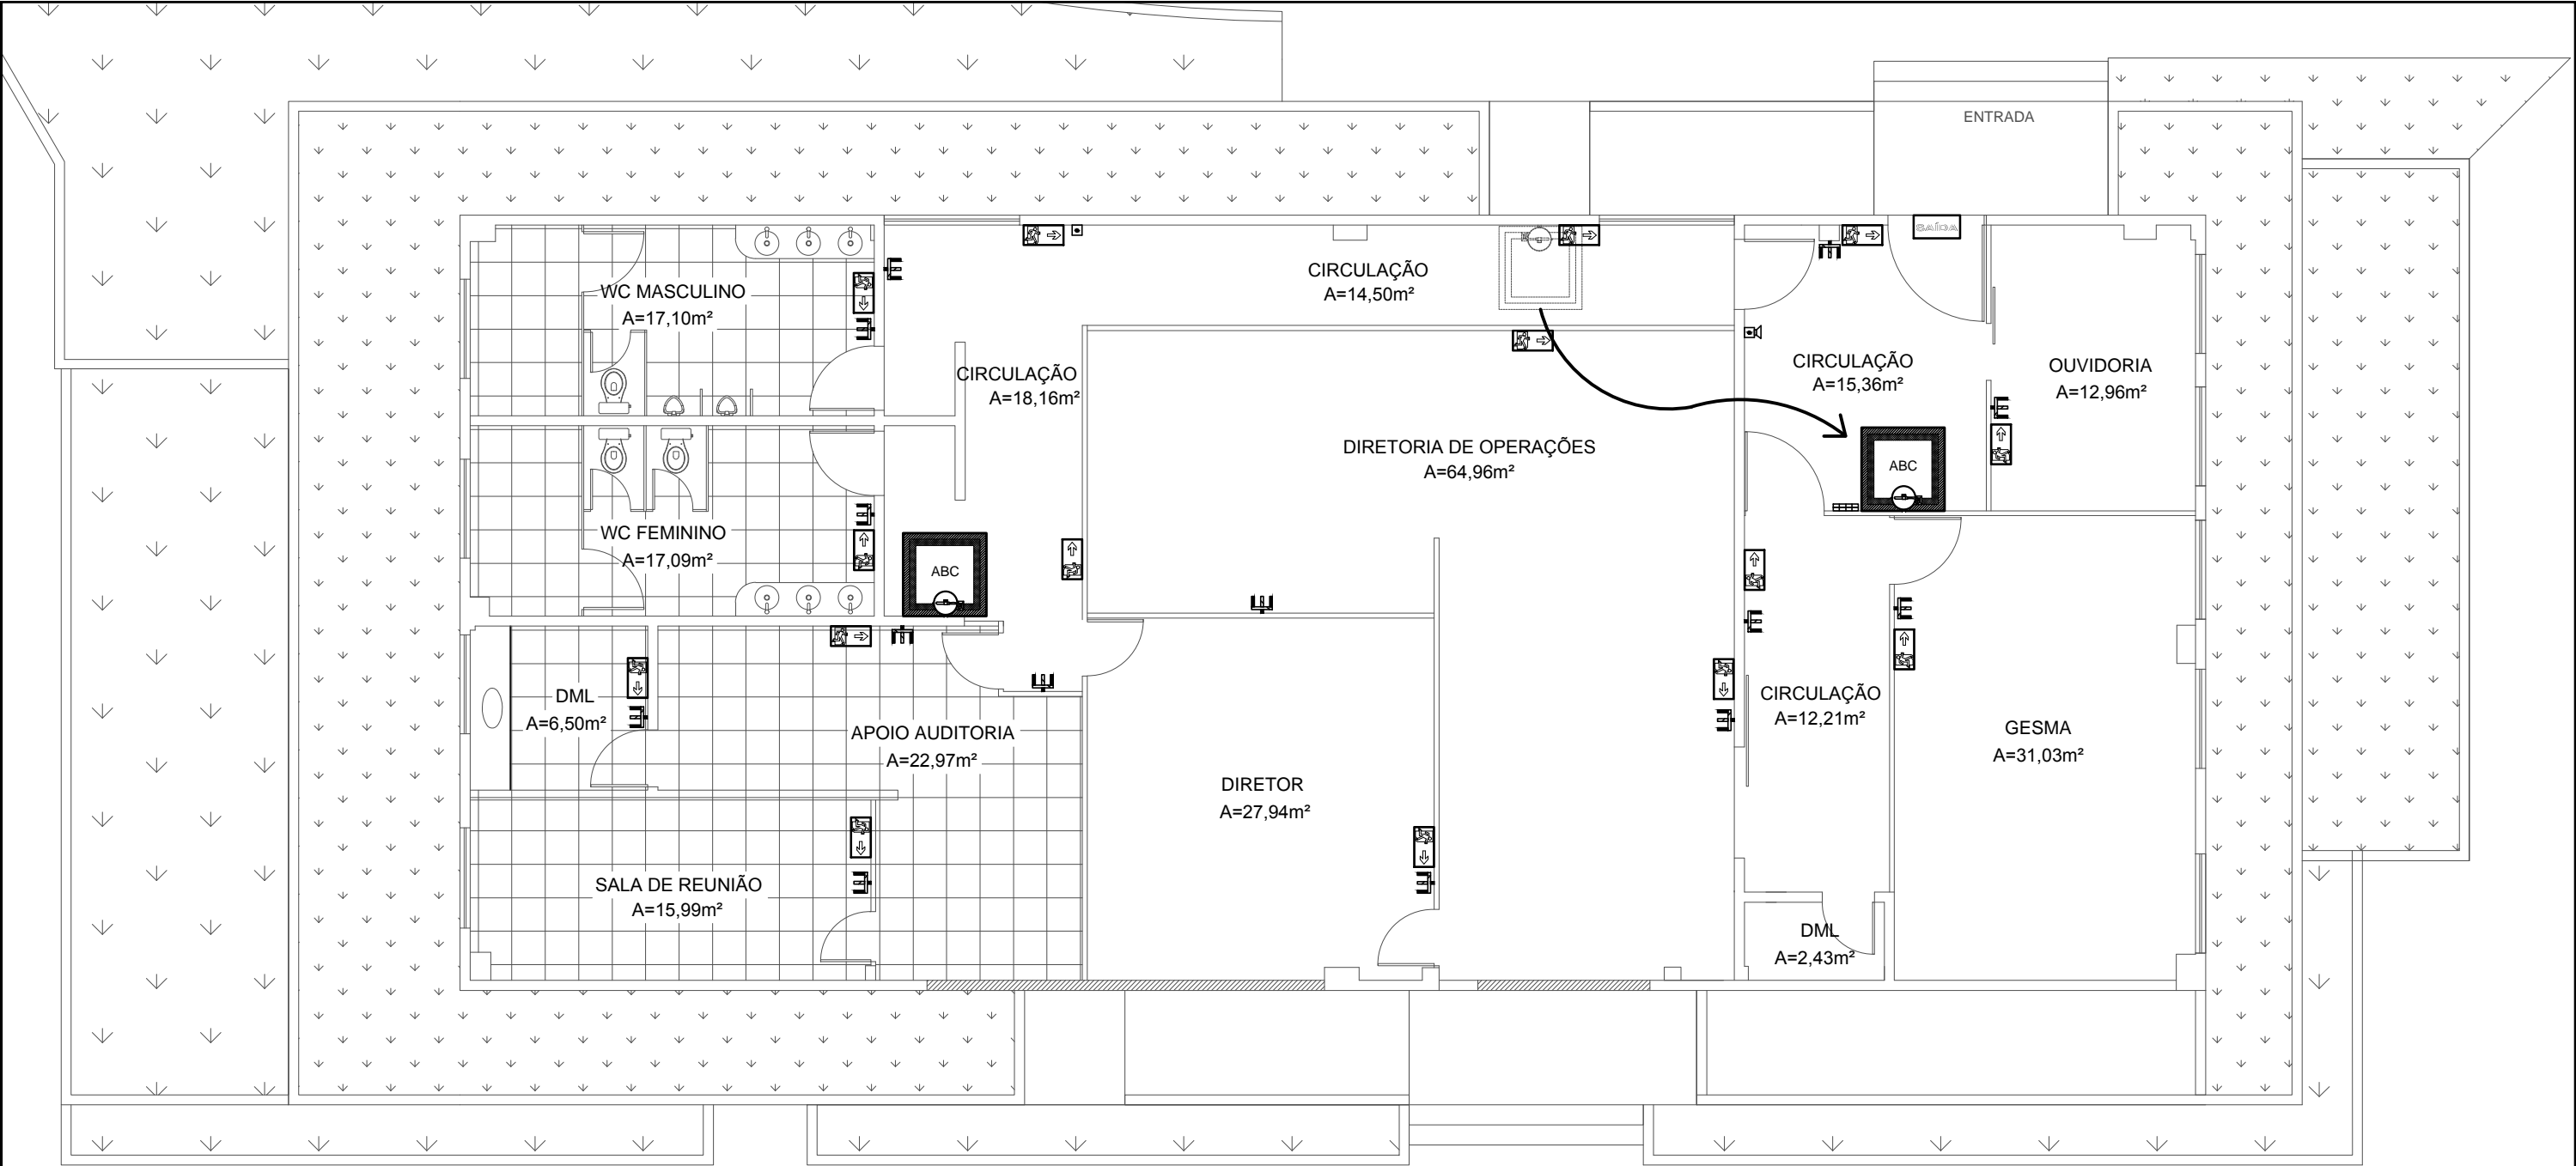 ENTRADA
SAÍDA
WC MASCULINO
A=17,10m²
CIRCULAÇÃO
A=14,50m²
CIRCULAÇÃO
A=18,16m²
CIRCULAÇÃO
A=15,36m²
OUVIDORIA
A=12,96m²
DIRETORIA DE OPERAÇÕES
A=64,96m²
ABC
WC FEMININO
A=17,09m²
ABC
DML
A=6,50m²
APOIO AUDITORIA
A=22,97m²
CIRCULAÇÃO
A=12,21m²
GESMA
A=31,03m²
DIRETOR
A=27,94m²
SALA DE REUNIÃO
A=15,99m²
DML
A=2,43m²